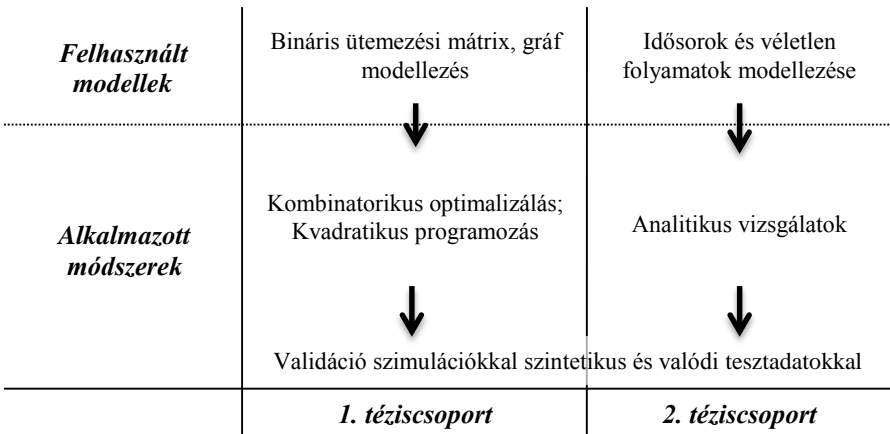 Felhasznált
modellek
Bináris ütemezési mátrix, gráf
modellezés
Idősorok és véletlen
folyamatok modellezése
Alkalmazott
módszerek
Kombinatorikus optimalizálás;
Kvadratikus programozás
Analitikus vizsgálatok
Validáció szimulációkkal szintetikus és valódi tesztadatokkal
1. téziscsoport
2. téziscsoport